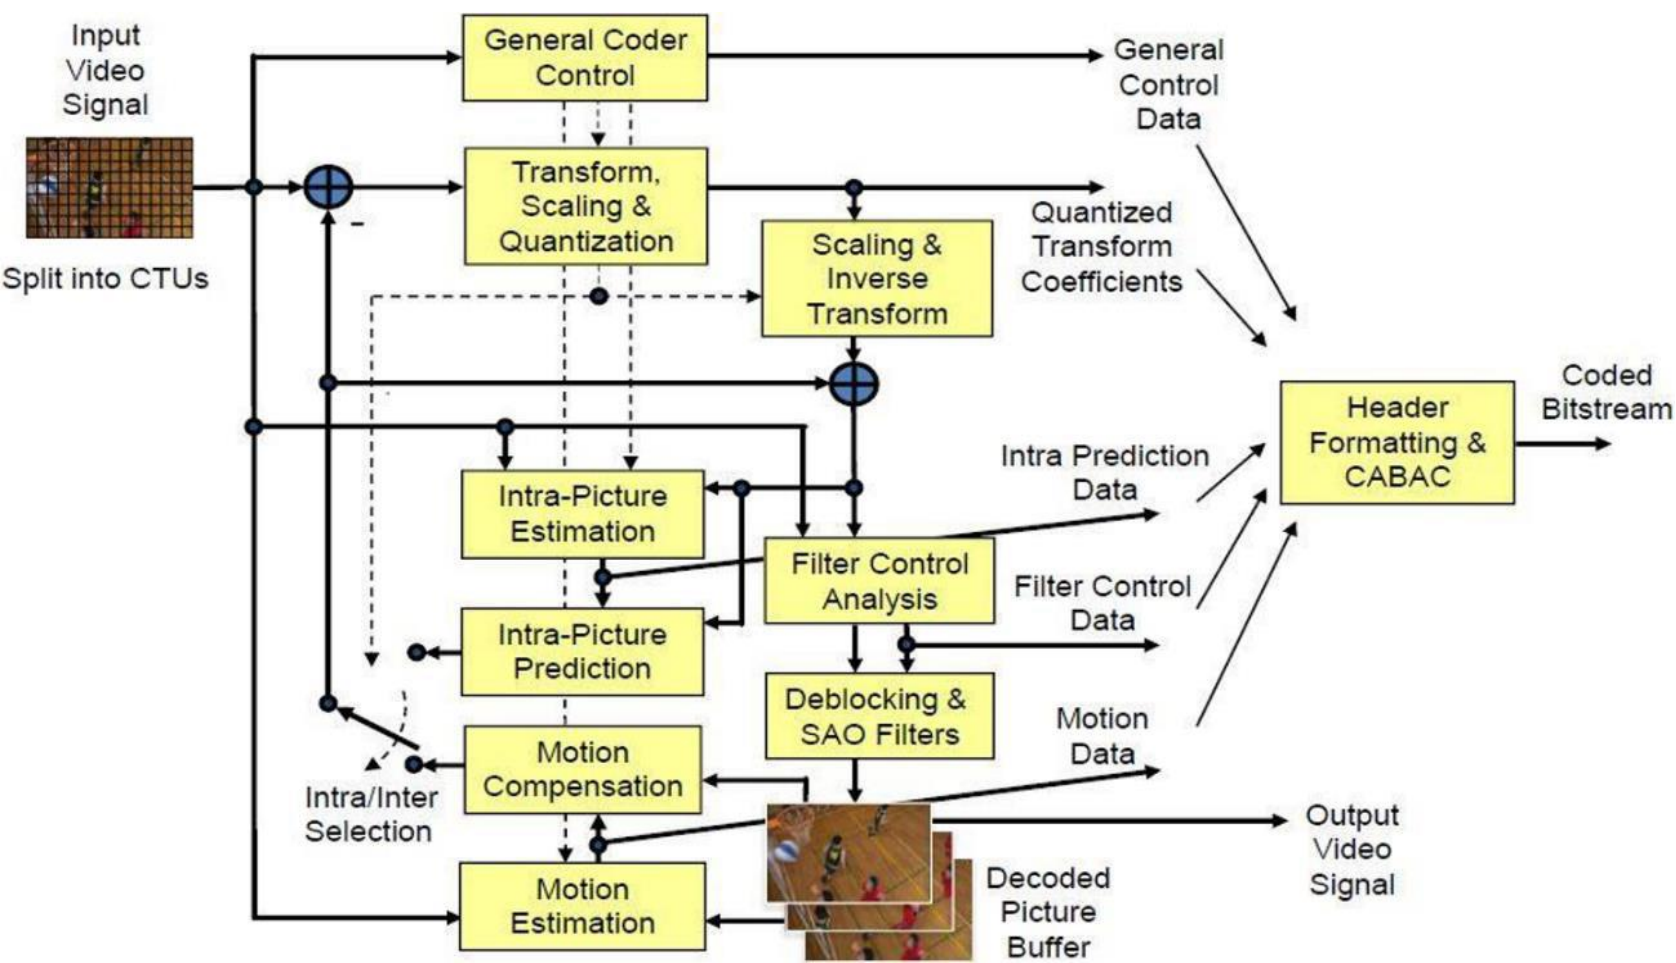 Input
Video
Signal
Split into CTUs
General Coder
Control
Transform,
Scaling &
Quantization
Scaling &
Inverse
Transform
Intra-Picture
Estimation
Intra-Picture
Prediction
Motion
Compensation
Motion
Estimation
Intra/Inter
Selection
-
Filter Control
Analysis
Deblocking &
SAO Filters
Decoded
Picture
Buffer
General
Control
Data
Quantized
Transform
Coefficients
Intra Prediction
Data
Filter Control
Data
Motion
Data
Header
Formatting &
CABAC
Coded
Bitstream
Output
Video
Signal